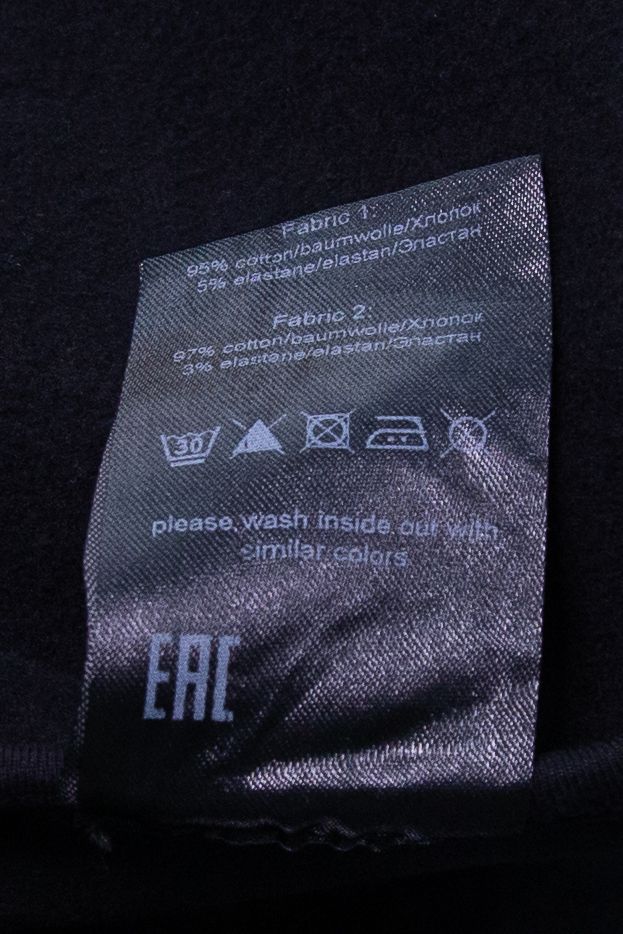 Fabric 1:
95% cotton/baumwolle/Хлопок
5% elastane/elastan/Эластан
Fabric 2:
97% cotton/baumwolle/Хлопок
3% elastane/elastan/Эластан
30
please wash inside out with
similar colors
EAC